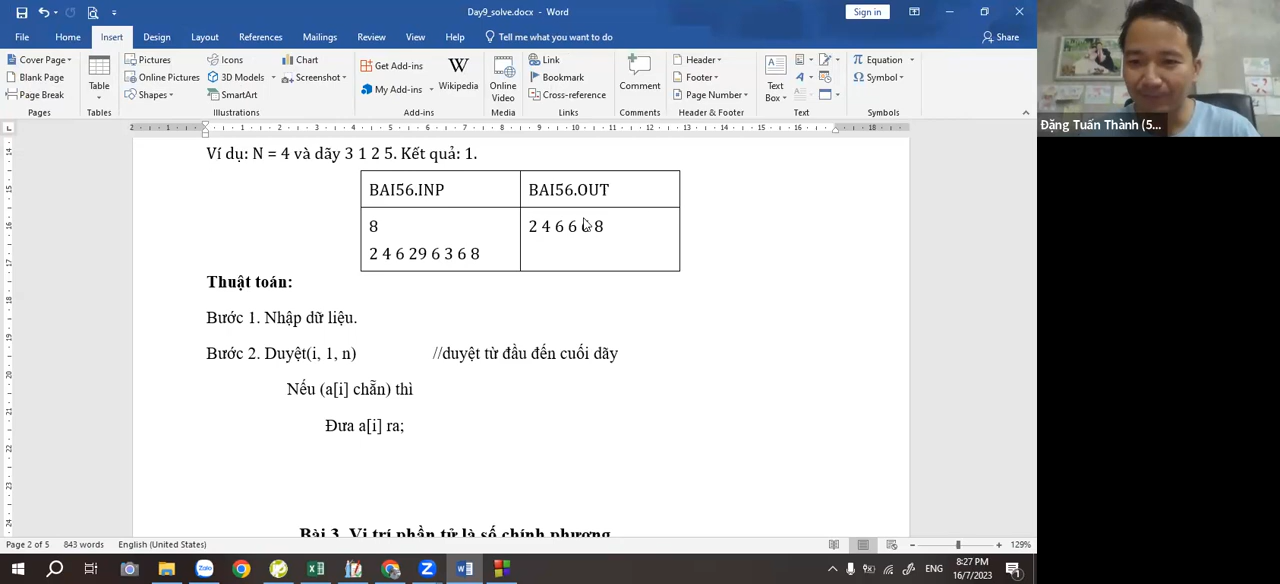 Day9_solve.docx - Word
Sign in
File Home Insert Design Layout References Mailings Review View Help Tell me what you want to do Share
Cover Page
Blank Page
Page Break
Pages
Table
Tables
Pictures
Online Pictures
Shapes
Icons
3D Models
SmartArt
Chart
Screenshot
Illustrations
Get Add-ins
My Add-ins
Wikipedia
Add-ins
Online Video
Media
Link
Bookmark
Cross-reference
Links
Comment
Comments
Header
Footer
Page Number
Header & Footer
Text Box
Text
Equation
Symbol
Symbols
Đặng Tuấn Thành (5...
Ví dụ: N = 4 và dãy 3 1 2 5. Kết quả: 1.
BAI56.INP BAI56.OUT
8 2 4 6 6 6 8
2 4 6 29 6 3 6 8
Thuật toán:
Bước 1. Nhập dữ liệu.
Bước 2. Duyệt(i, 1, n) //duyệt từ đầu đến cuối dãy
Nếu (a[i] chẵn) thì
Đưa a[i] ra;
Bài 3. Vị trí phần tử là số chính phương
Page 2 of 5 843 words English (United States) 129%
ENG
8:27 PM
16/7/2023